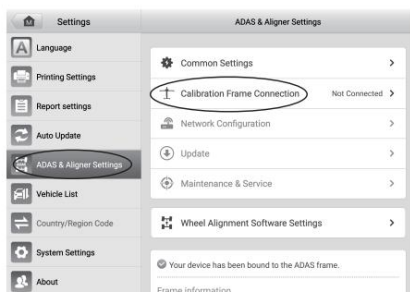 Settings
ADAS & Aligner Settings
Language
Printing Settings
Report settings
Auto Update
ADAS & Aligner Settings
Vehicle List
Country/Region Code
System Settings
About
Common Settings
Calibration Frame Connection Not Connected
Network Configuration
Update
Maintenance & Service
Wheel Alignment Software Settings
Your device has been bound to the ADAS frame.
Frame information